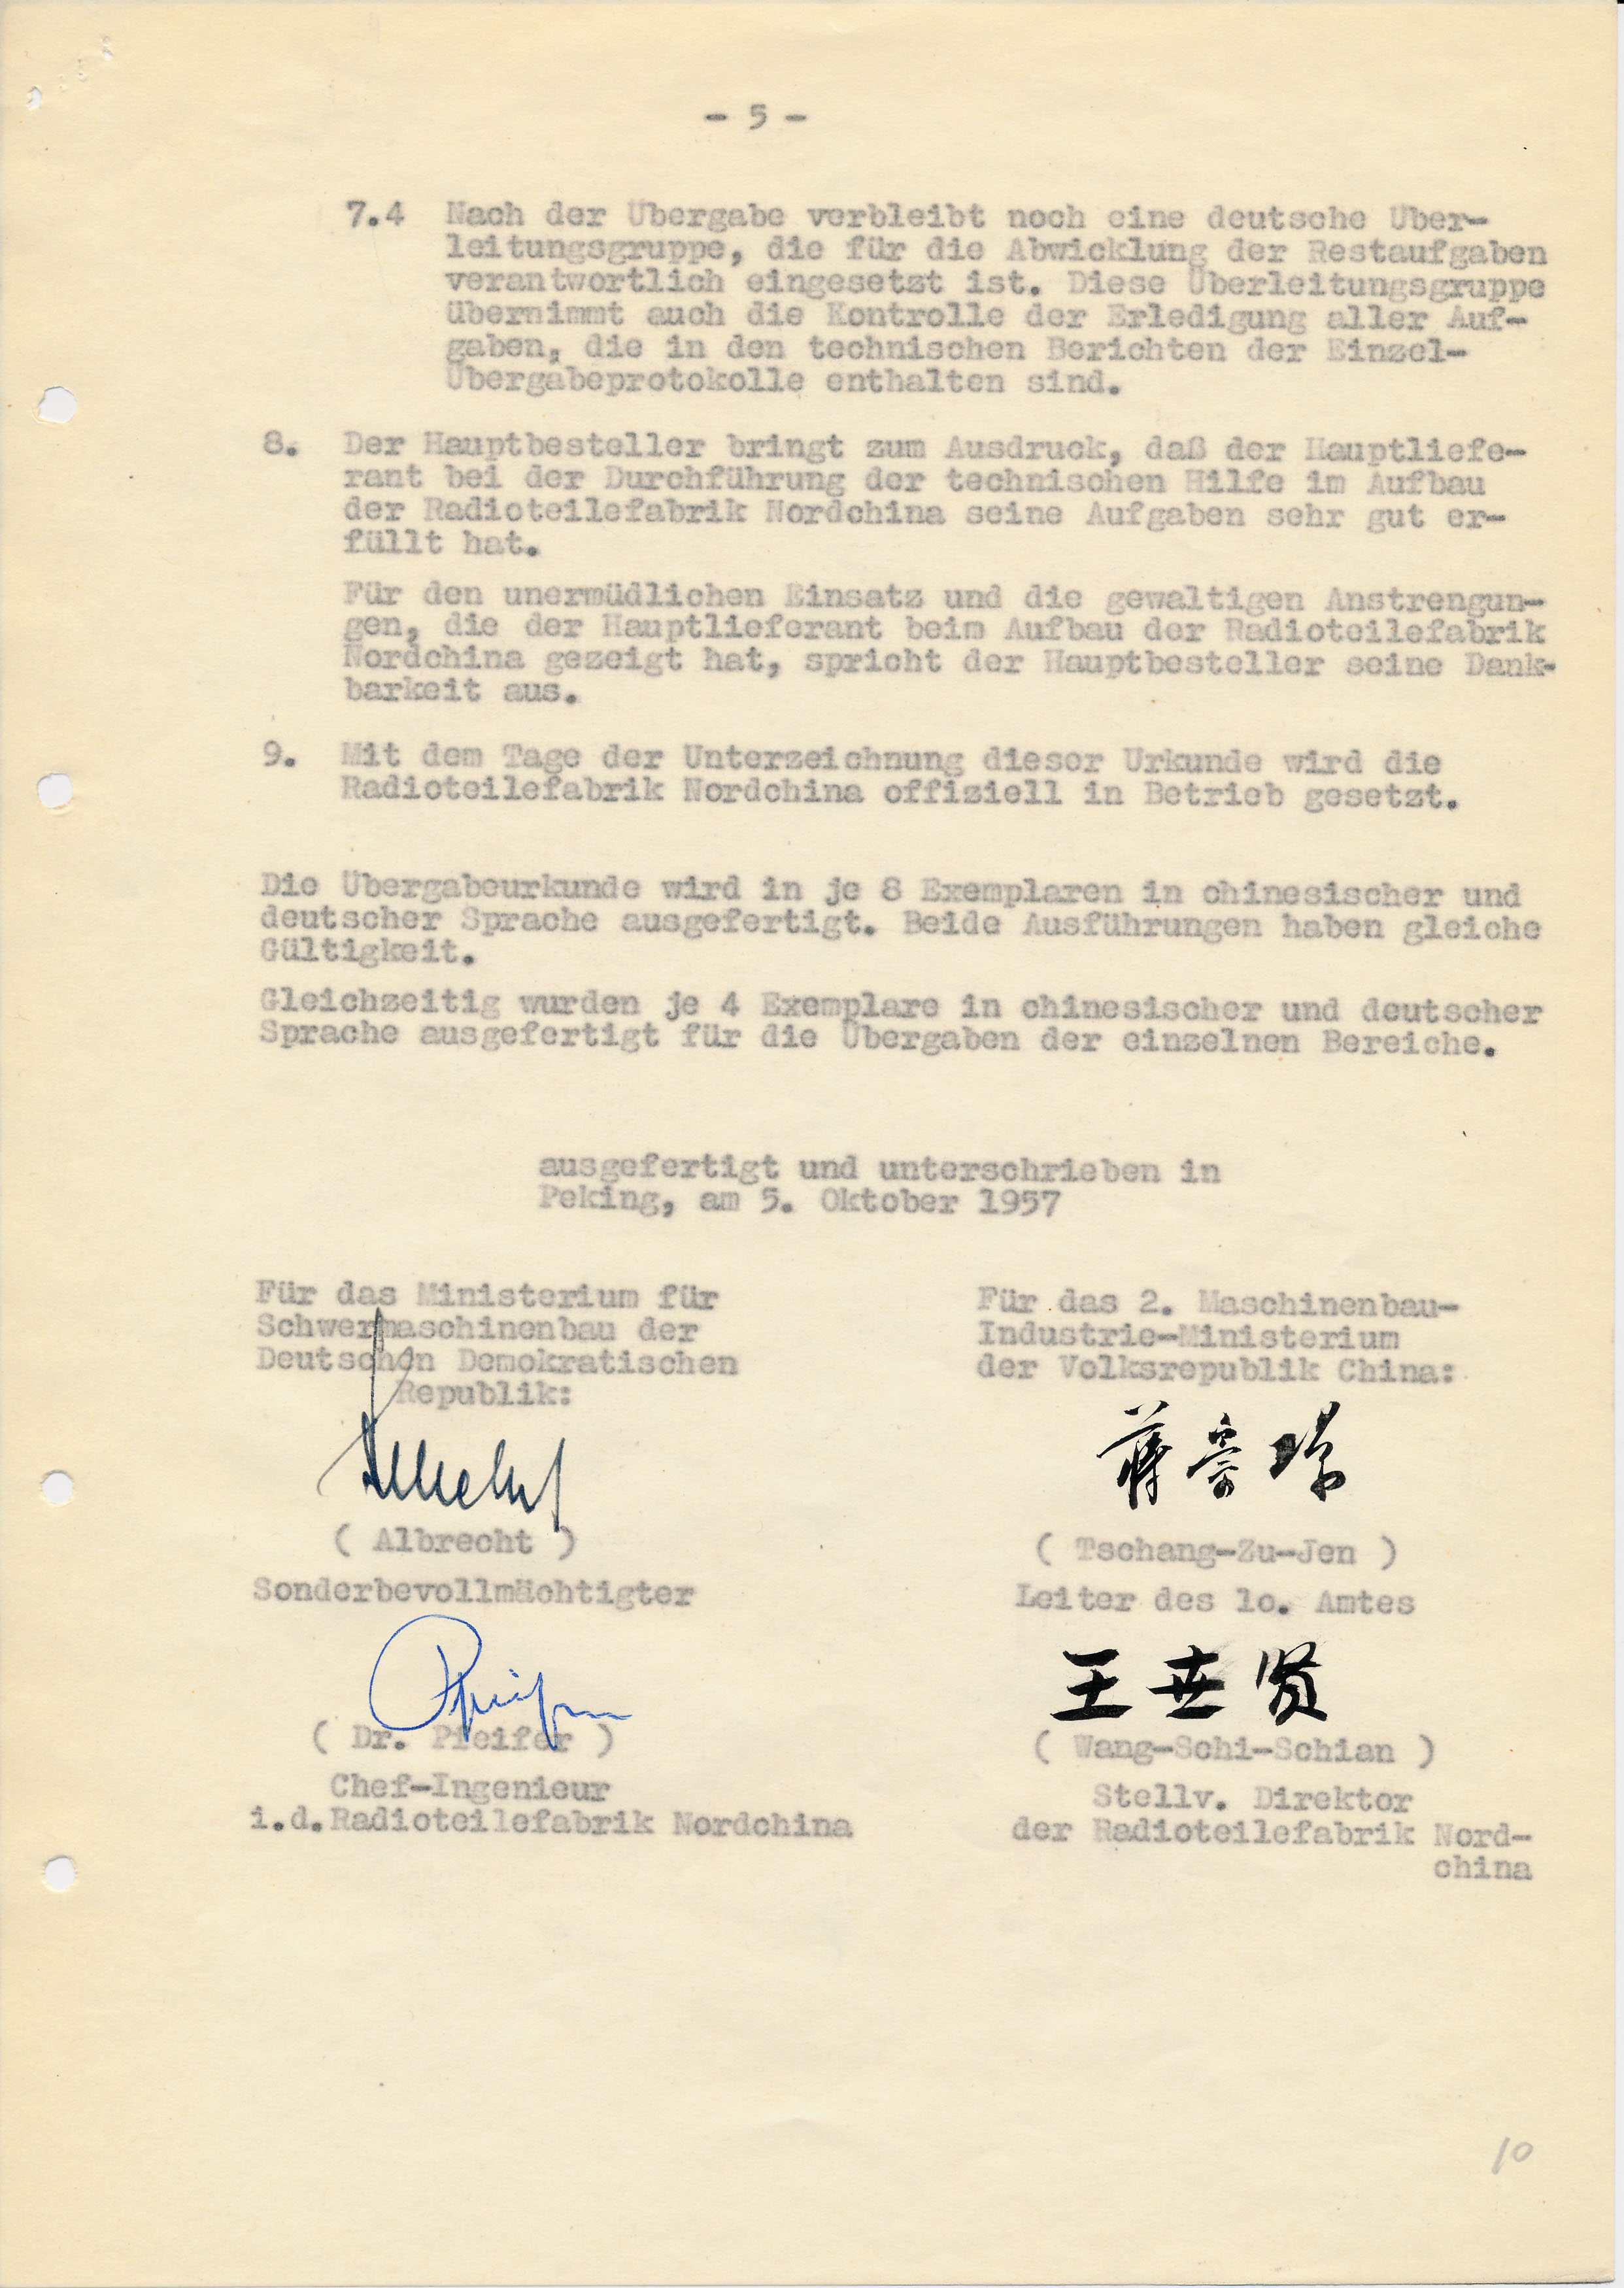 - 5 -
7.4 Nach der Übergabe verbleibt noch eine deutsche Über-
leitungsgruppe, die für die Abwicklung der Restaufgaben
verantwortlich eingesetzt ist. Diese Überleitungsgruppe
übernimmt auch die Kontrolle der Erledigung aller Auf-
gaben, die in den technischen Berichten der Einzel-
Übergabeprotokolle enthalten sind.
8. Der Hauptbesteller bringt zum Ausdruck, daß der Hauptliefe-
rant bei der Durchführung der technischen Hilfe im Aufbau
der Radioteilefabrik Nordchina seine Aufgaben sehr gut er-
füllt hat.
Für den unermüdlichen Einsatz und die gewaltigen Anstrengun-
gen, die der Hauptlieferant beim Aufbau der Radioteilefabrik
Nordchina gezeigt hat, spricht der Hauptbesteller seine Dank-
barkeit aus.
9. Mit dem Tage der Unterzeichnung dieser Urkunde wird die
Radioteilefabrik Nordchina offiziell in Betrieb gesetzt.
Die Übergabeurkunde wird in je 8 Exemplaren in chinesischer und
deutscher Sprache ausgefertigt. Beide Ausführungen haben gleiche
Gültigkeit.
Gleichzeitig wurden je 4 Exemplare in chinesischer und deutscher
Sprache ausgefertigt für die Übergaben der einzelnen Bereiche.
ausgefertigt und unterschrieben in
Peking, am 5. Oktober 1957
Für das Ministerium für
Schwermaschinenbau der
Deutschen Demokratischen
Republik:
( Albrecht )
Sonderbevollmächtigter
( Dr. Pfeifer )
Chef-Ingenieur
i.d.Radioteilefabrik Nordchina
Für das 2. Maschinenbau-
Industrie-Ministerium
der Volksrepublik China:
( Tschang-Zu-Jen )
Leiter des lo. Amtes
王世贤
( Wang-Schi-Schian )
Stellv. Direktor
der Radioteilefabrik Nord-
china
10